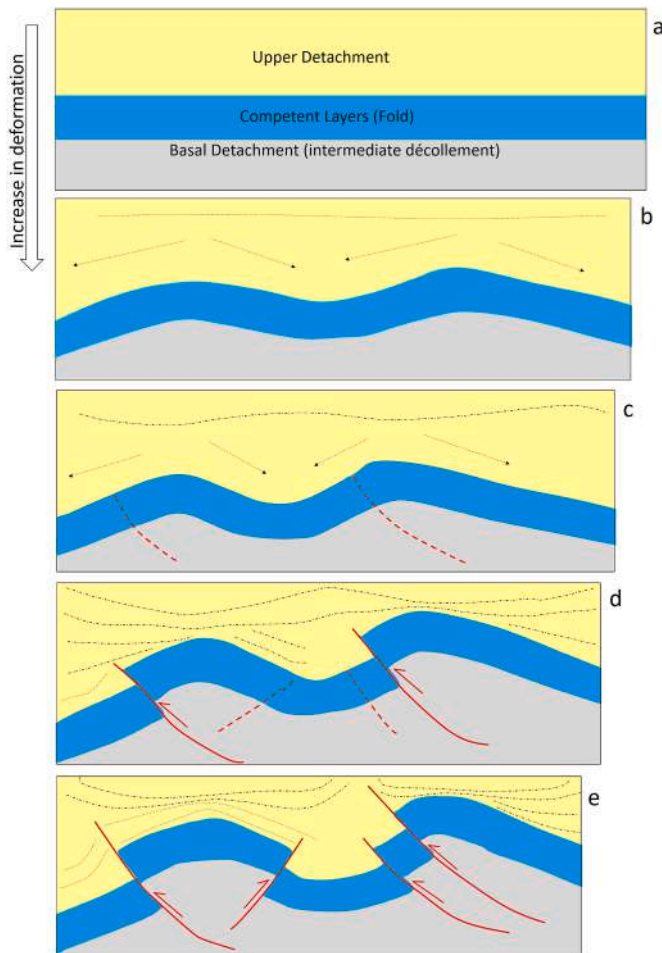 a
Upper Detachment
Competent Layers (Fold)
Basal Detachment (intermediate décollement)
Increase in deformation
b
c
d
e